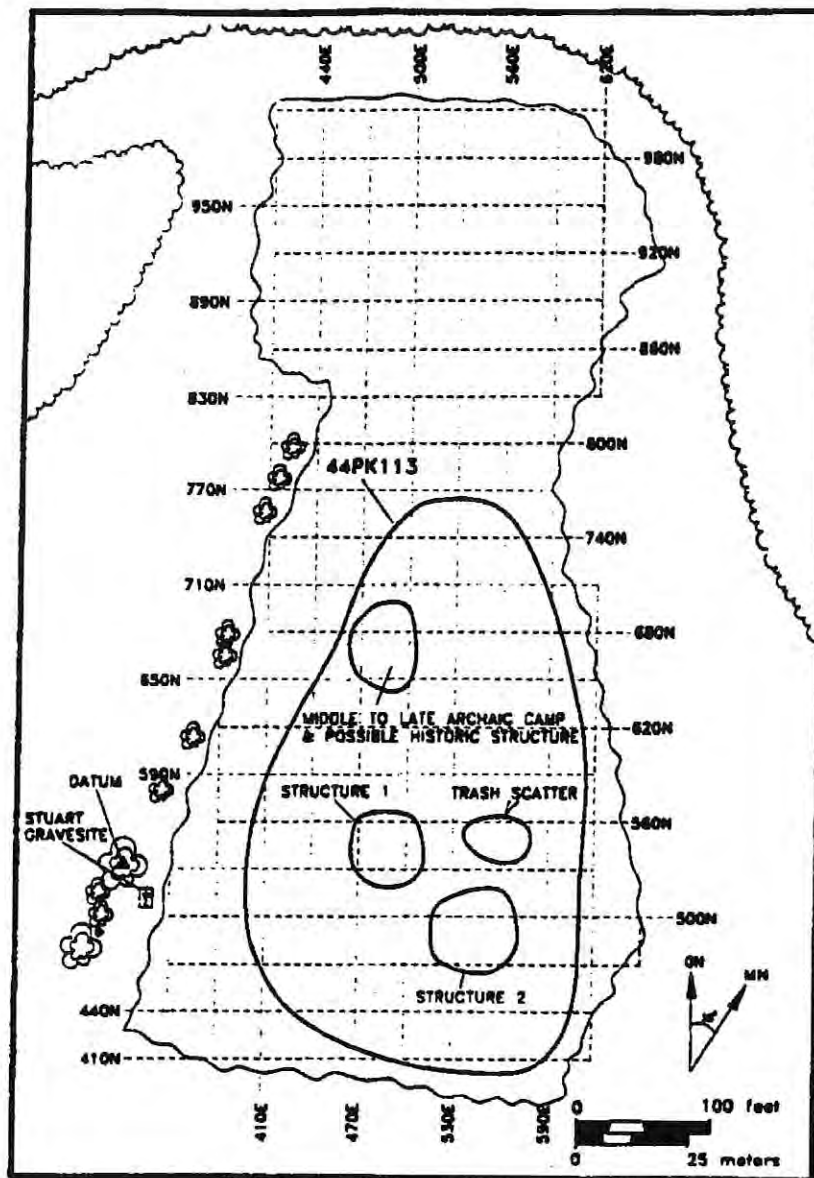 440E
500E
560E
620E
980N
950N
920N
890N
860N
830N
800N
44PK113
770N
740N
710N
680N
650N
MIDDLE TO LATE ARCHAIC CAMP
& POSSIBLE HISTORIC STRUCTURE
620N
590N
DATUM
STRUCTURE 1
TRASH SCATTER
STUART
GRAVESITE
560N
500N
STRUCTURE 2
GN
MN
440N
410N
410E
470E
530E
590E
0 100 feet
0 25 meters